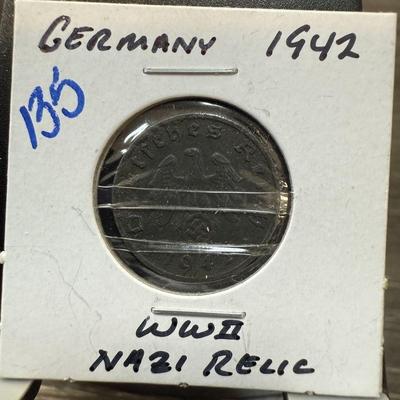 GERMANY 1942
135
WWII
NAZI RELIC